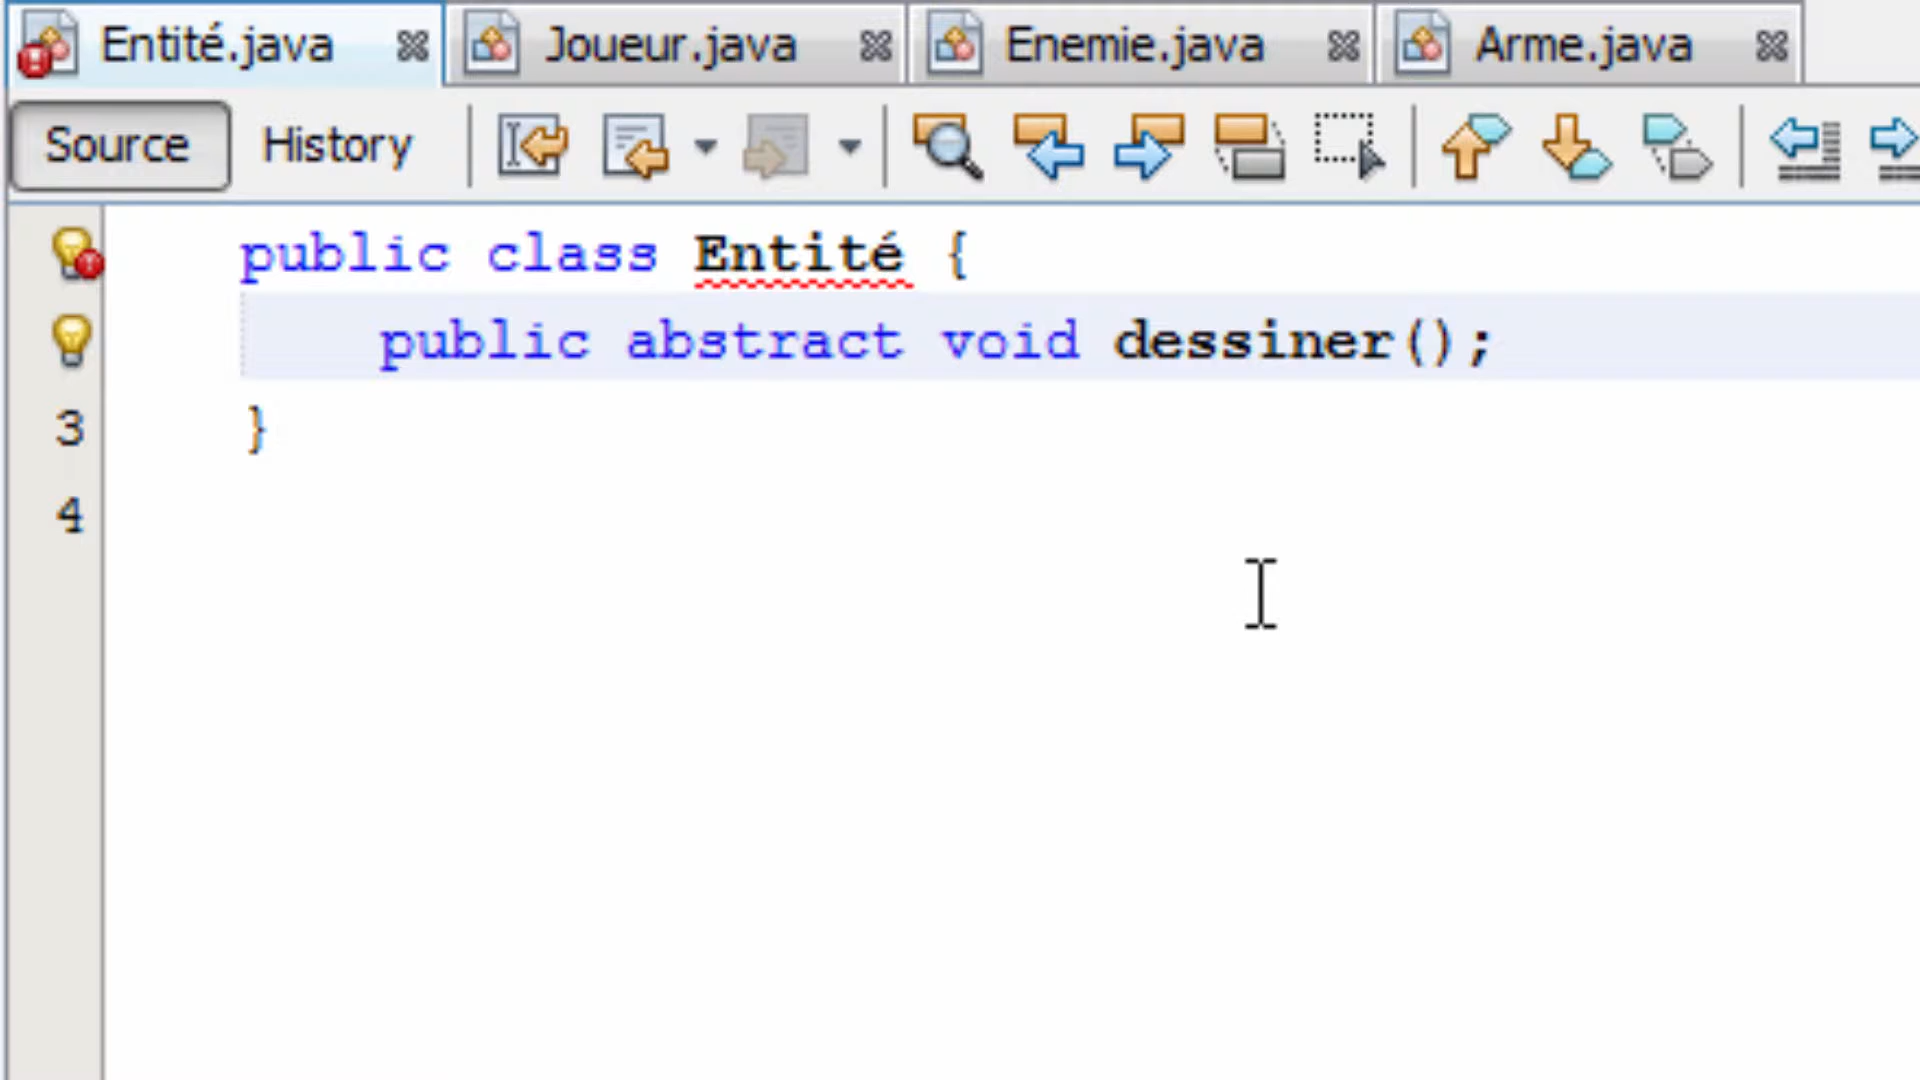 Entité.java Joueur.java Enemie.java Arme.java
Source History
public class Entité {
public abstract void dessiner();
3 }
4